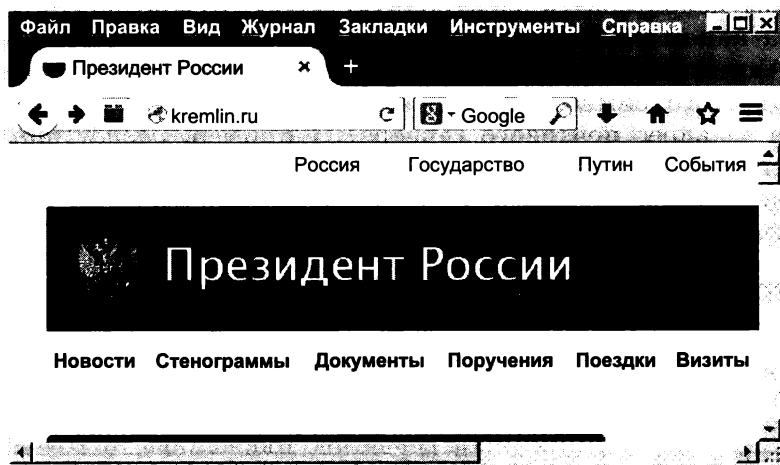 Файл Правка Вид Журнал Закладки Инструменты Справка
Президент России × +
kremlin.ru 8 Google
Россия Государство Путин События
Президент России
Новости Стенограммы Документы Поручения Поездки Визиты